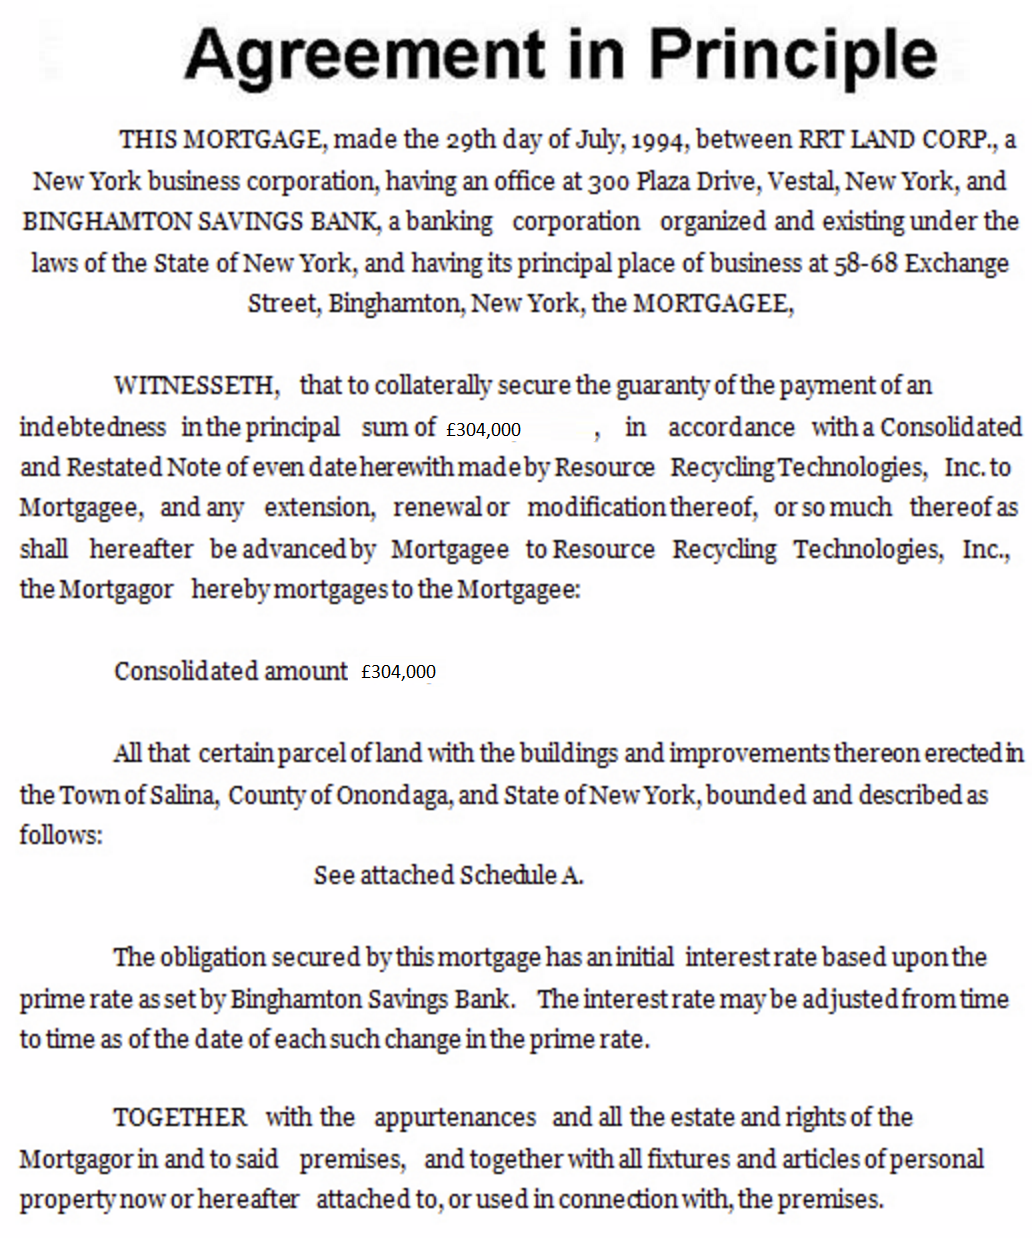 Agreement in Principle
THIS MORTGAGE, made the 29th day of July, 1994, between RRT LAND CORP., a
New York business corporation, having an office at 300 Plaza Drive, Vestal, New York, and
BINGHAMTON SAVINGS BANK, a banking corporation organized and existing under the
laws of the State of New York, and having its principal place of business at 58-68 Exchange
Street, Binghamton, New York, the MORTGAGEE,
WITNESSETH, that to collaterally secure the guaranty of the payment of an
indebtedness in the principal sum of £304,000 , in accordance with a Consolidated
and Restated Note of even date herewith made by Resource Recycling Technologies, Inc. to
Mortgagee, and any extension, renewal or modification thereof, or so much thereof as
shall hereafter be advanced by Mortgagee to Resource Recycling Technologies, Inc.,
the Mortgagor hereby mortgages to the Mortgagee:
Consolidated amount £304,000
All that certain parcel of land with the buildings and improvements thereon erected in
the Town of Salina, County of Onondaga, and State of New York, bounded and described as
follows:
See attached Schedule A.
The obligation secured by this mortgage has an initial interest rate based upon the
prime rate as set by Binghamton Savings Bank. The interest rate may be adjusted from time
to time as of the date of each such change in the prime rate.
TOGETHER with the appurtenances and all the estate and rights of the
Mortgagor in and to said premises, and together with all fixtures and articles of personal
property now or hereafter attached to, or used in connection with, the premises.